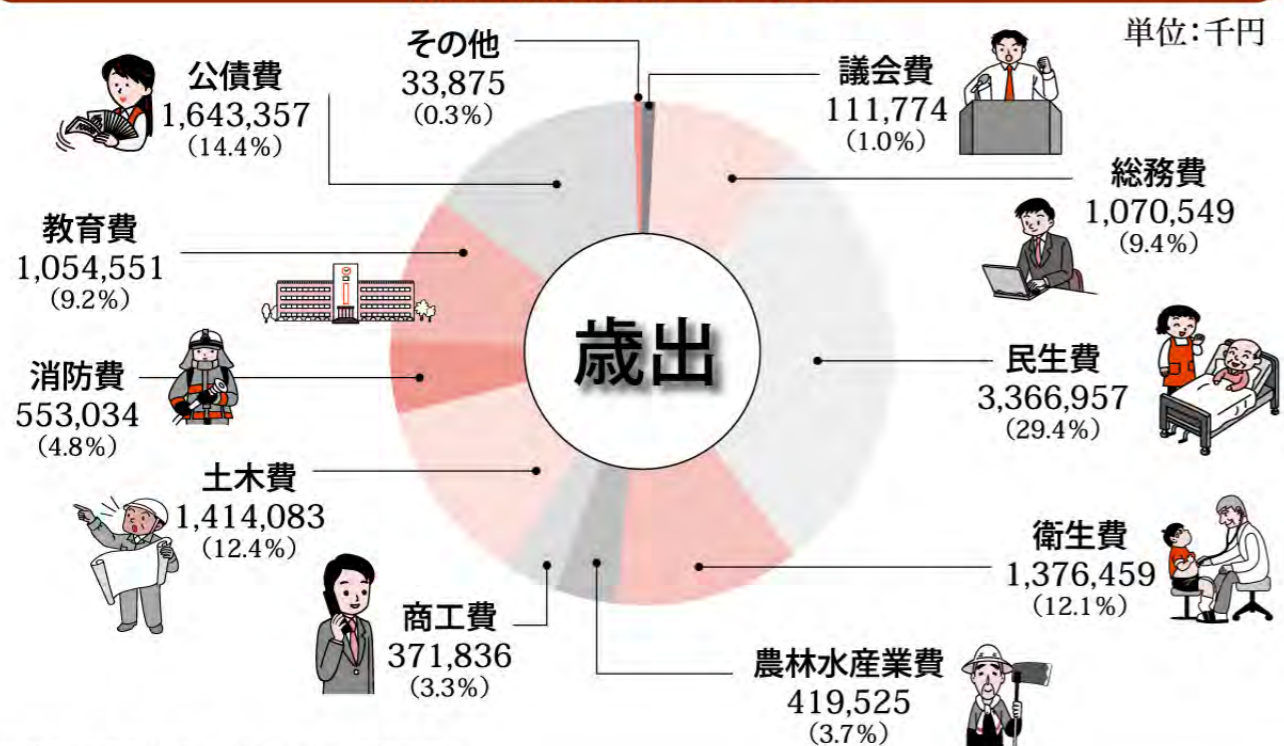 単位：千円
歳出
議会費
111,774
（1.0%）
総務費
1,070,549
（9.4%）
民生費
3,366,957
（29.4%）
衛生費
1,376,459
（12.1%）
農林水産業費
419,525
（3.7%）
商工費
371,836
（3.3%）
土木費
1,414,083
（12.4%）
消防費
553,034
（4.8%）
教育費
1,054,551
（9.2%）
公債費
1,643,357
（14.4%）
その他
33,875
（0.3%）